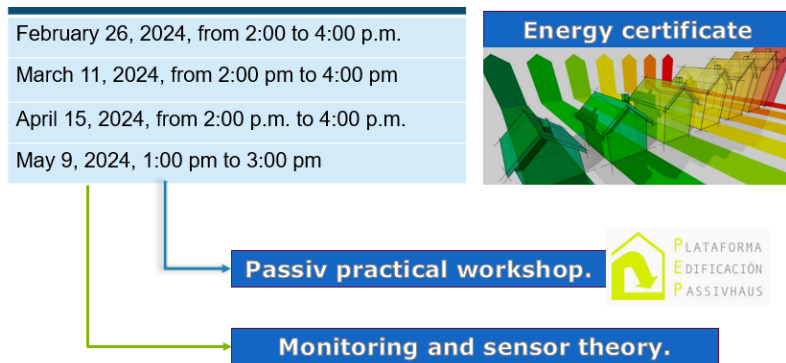 February 26, 2024, from 2:00 to 4:00 p.m.
March 11, 2024, from 2:00 pm to 4:00 pm
April 15, 2024, from 2:00 p.m. to 4:00 p.m.
May 9, 2024, 1:00 pm to 3:00 pm
Energy certificate
Passiv practical workshop.
PLATAFORMA
EDIFICACIÓN
PASSIVHAUS
Monitoring and sensor theory.